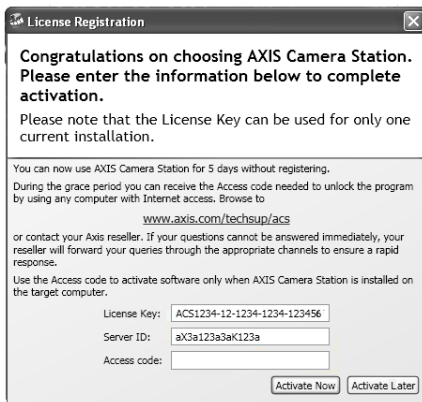 License Registration
Congratulations on choosing AXIS Camera Station.
Please enter the information below to complete
activation.
Please note that the License Key can be used for only one
current installation.
You can now use AXIS Camera Station for 5 days without registering.
During the grace period you can receive the Access code needed to unlock the program
by using any computer with Internet access. Browse to
www.axis.com/techsup/acs
or contact your Axis reseller. If your questions cannot be answered immediately, your
reseller will forward your queries through the appropriate channels to ensure a rapid
response.
Use the Access code to activate software only when AXIS Camera Station is installed on
the target computer.
License Key: ACS1234-12-1234-1234-123456
Server ID: aX3a123a3aK123a
Access code:
Activate Now Activate Later